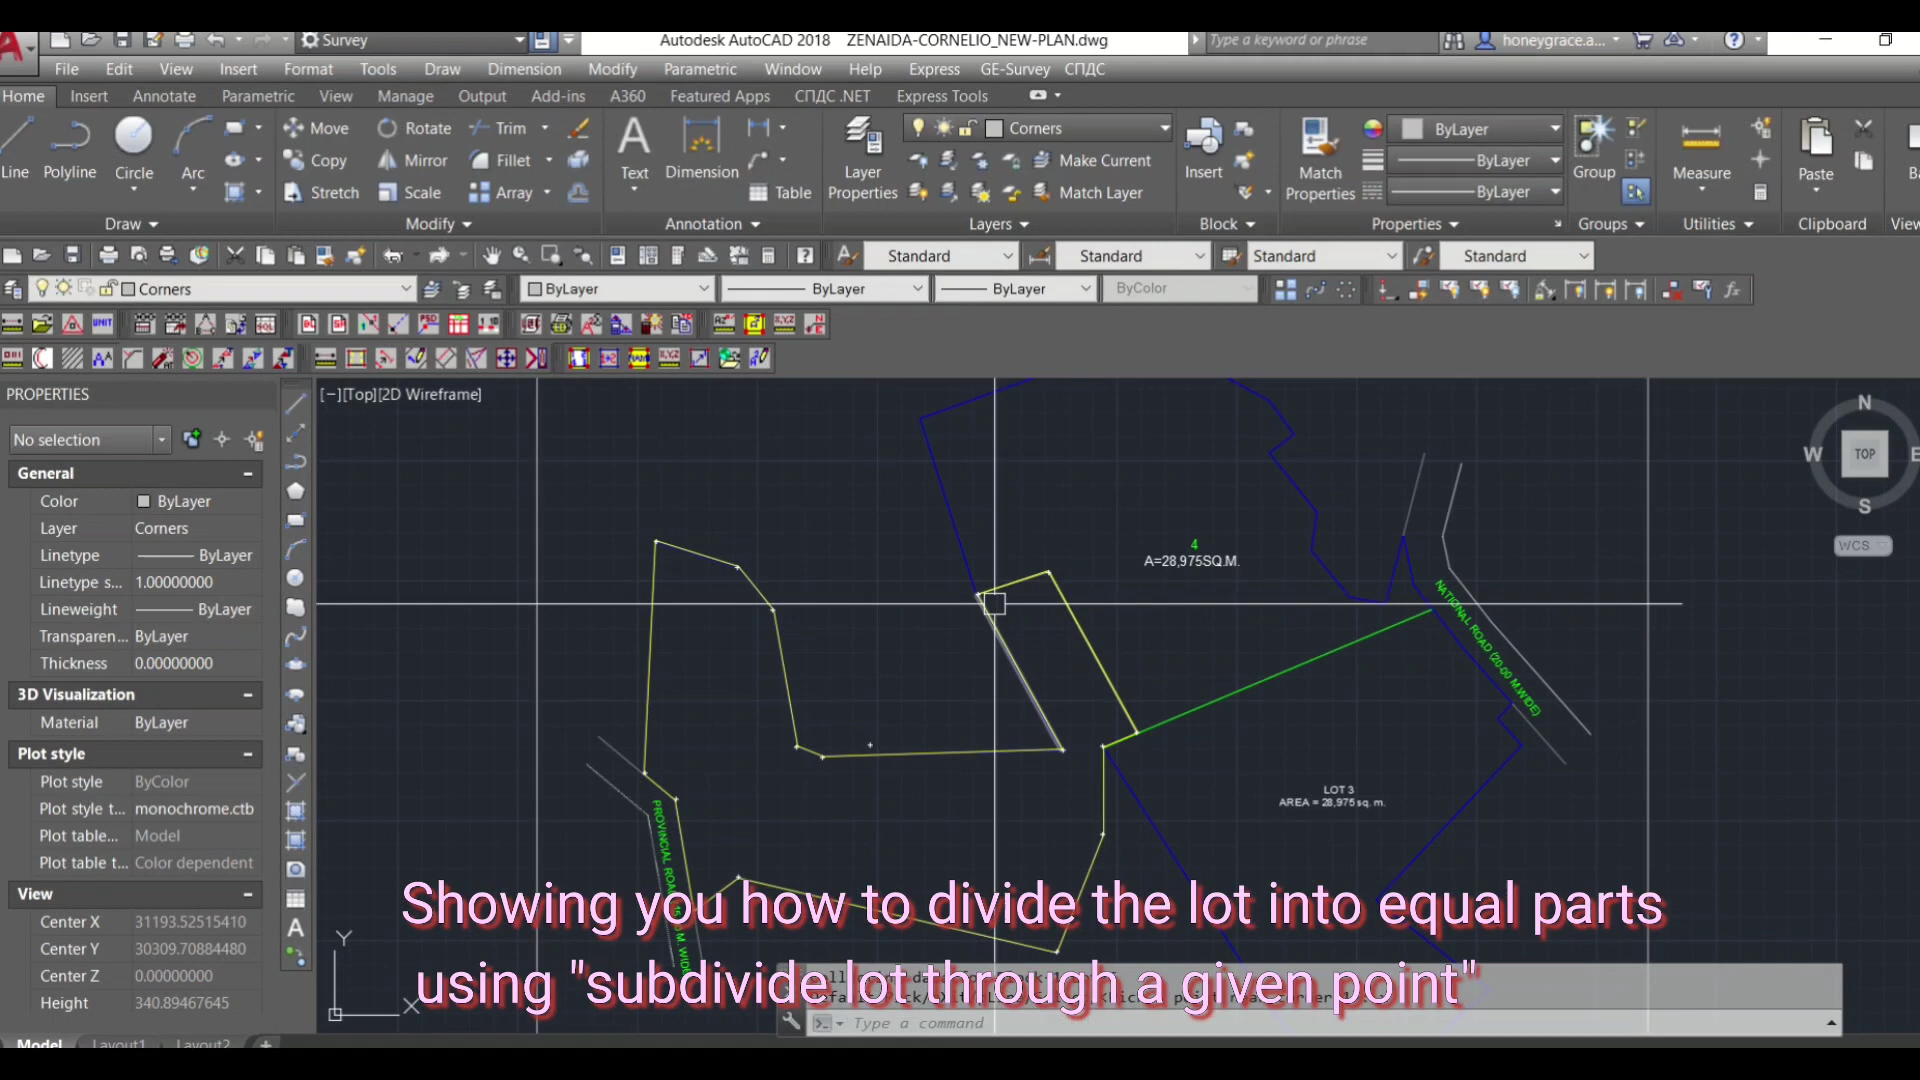 Survey
Autodesk AutoCAD 2018 ZENAIDA-CORNELIO_NEW-PLAN.dwg
Type a keyword or phrase
honeygrace.a...
File Edit View Insert Format Tools Draw Dimension Modify Parametric Window Help Express GE-Survey СПДС
Home Insert Annotate Parametric View Manage Output Add-ins A360 Featured Apps СПДС .NET Express Tools
Move Rotate Trim Corners ByLayer
Line Polyline Circle Arc Copy Mirror Fillet Text Dimension Layer Properties Make Current Insert Match Properties ByLayer Group Measure Paste
Stretch Scale Array Table Match Layer ByLayer
Draw Modify Annotation Layers Block Properties Groups Utilities Clipboard
Standard Standard Standard Standard
Corners ByLayer ByLayer ByLayer ByColor
PROPERTIES
No selection
General
Color ByLayer
Layer Corners
Linetype ByLayer
Linetype s... 1.00000000
Lineweight ByLayer
Transparen... ByLayer
Thickness 0.00000000
3D Visualization
Material ByLayer
Plot style
Plot style ByColor
Plot style t... monochrome.ctb
Plot table... Model
Plot table t... Color dependent
View
Center X 31193.52515410
Center Y 30309.70884480
Center Z 0.00000000
Height 340.89467645
[−][Top][2D Wireframe]
N
W TOP E
S
WCS
4
A=28,975SQ.M.
NATIONAL ROAD (20.00 M.WIDE)
LOT 3
AREA = 28,975 sq. m.
Showing you how to divide the lot into equal parts
using "subdivide lot through a given point"
Y
X
Type a command
Model Layout1 Layout2 +